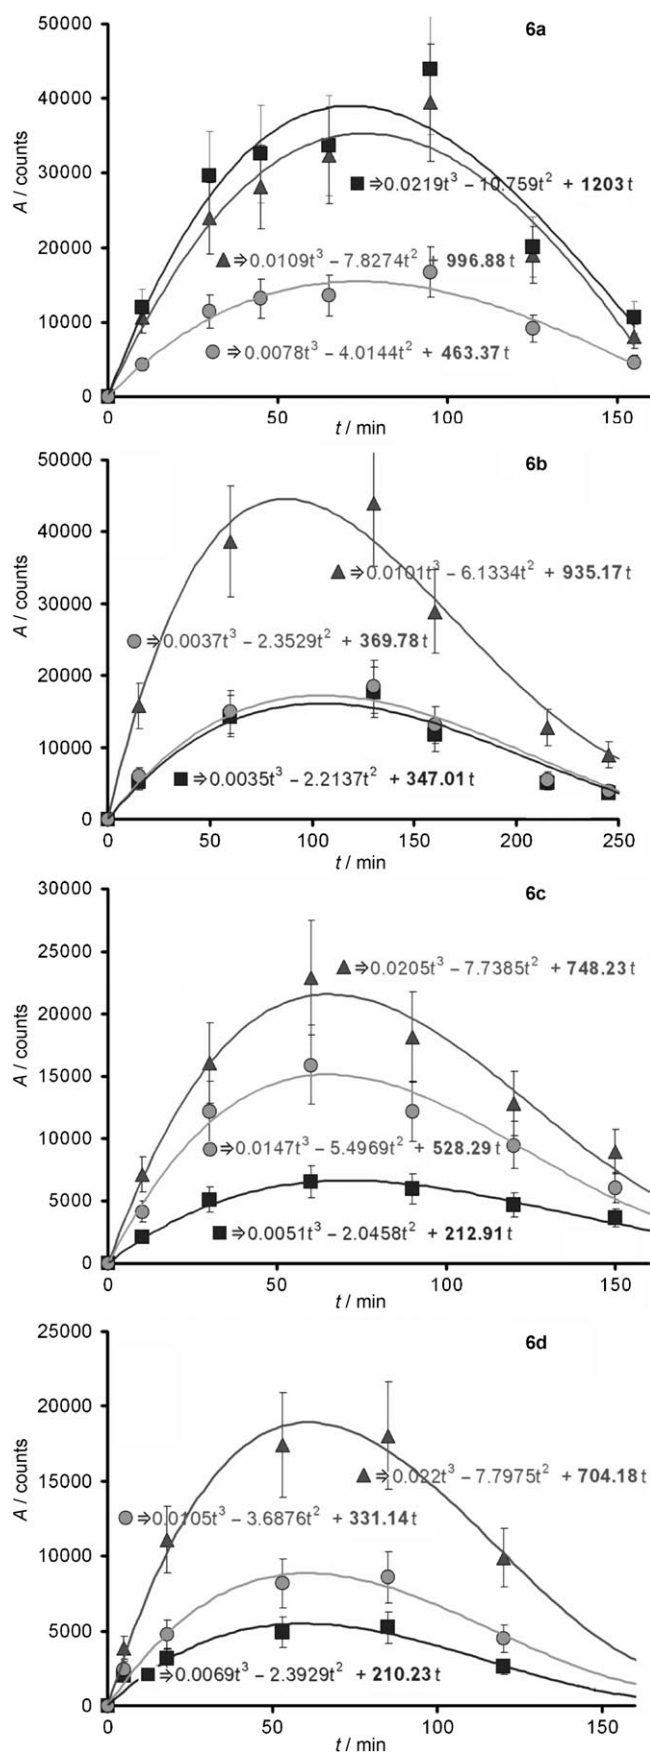 6a
50000
40000
30000
20000
10000
0
A / counts
⇒0.0219t³ – 10.759t² + 1203 t
⇒0.0109t³ – 7.8274t² + 996.88 t
⇒0.0078t³ – 4.0144t² + 463.37 t
0 50 100 150
t / min
6b
50000
40000
30000
20000
10000
0
A / counts
⇒0.0101t³ – 6.1334t² + 935.17 t
⇒0.0037t³ – 2.3529t² + 369.78 t
⇒0.0035t³ – 2.2137t² + 347.01 t
0 50 100 150 200 250
t / min
6c
30000
25000
20000
15000
10000
5000
0
A / counts
⇒0.0205t³ – 7.7385t² + 748.23 t
⇒0.0147t³ – 5.4969t² + 528.29 t
⇒0.0051t³ – 2.0458t² + 212.91 t
0 50 100 150
t / min
6d
25000
20000
15000
10000
5000
0
A / counts
⇒0.022t³ – 7.7975t² + 704.18 t
⇒0.0105t³ – 3.6876t² + 331.14 t
⇒0.0069t³ – 2.3929t² + 210.23 t
0 50 100 150
t / min